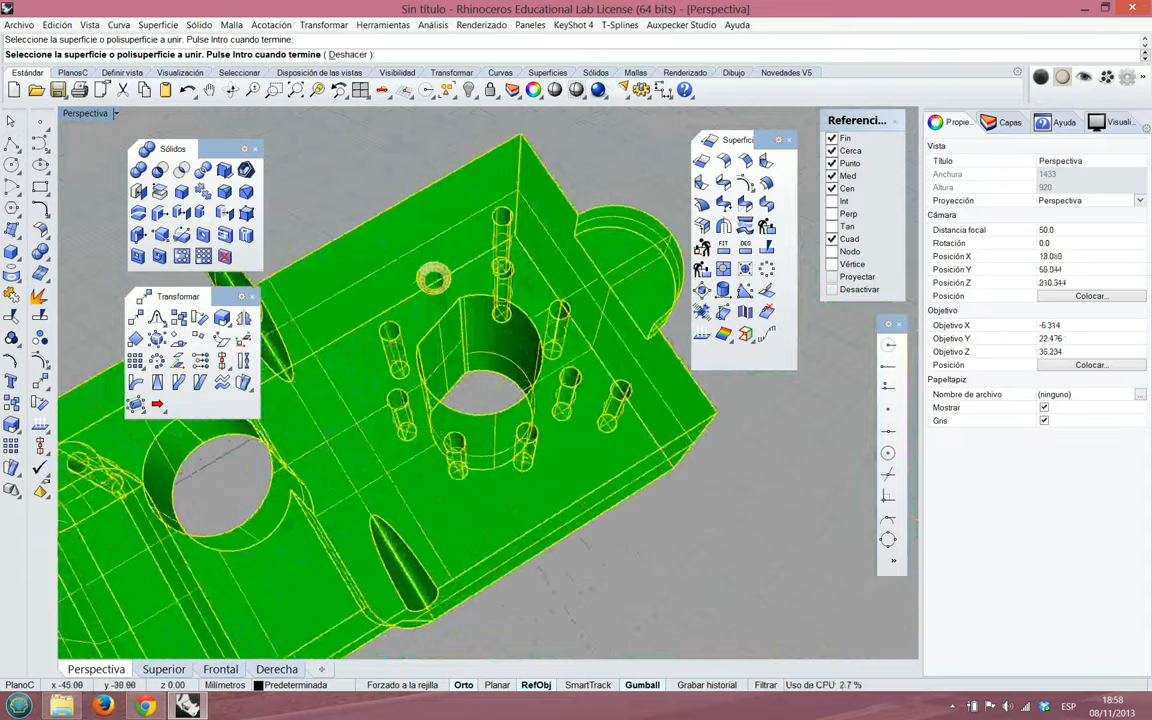 Sin título - Rhinoceros Educational Lab License (64 bits) - [Perspectiva]
Archivo Edición Vista Curva Superficie Sólido Malla Acotación Transformar Herramientas Análisis Renderizado Paneles KeyShot 4 T-Splines Auxpecker Studio Ayuda
Seleccione la superficie o polisuperficie a unir. Pulse Intro cuando termine:
Seleccione la superficie o polisuperficie a unir. Pulse Intro cuando termine ( Deshacer ):
Estándar PlanosC Definir vista Visualización Seleccionar Disposición de las vistas Visibilidad Transformar Curvas Superficies Sólidos Mallas Renderizado Dibujo Novedades V5
Perspectiva
Sólidos
Transformar
Superfici
FIT DEG
Referenci...
Fin
Cerca
Punto
Med
Cen
Int
Perp
Tan
Cuad
Nodo
Vértice
Proyectar
Desactivar
Propie... Capas Ayuda Visuali...
Vista
Título Perspectiva
Anchura 1433
Altura 920
Proyección Perspectiva
Cámara
Distancia focal 50.0
Rotación 0.0
Posición X
Posición Y
Posición Z
Posición Colocar...
Objetivo
Objetivo X
Objetivo Y 22.476
Objetivo Z
Posición Colocar...
Papeltapiz
Nombre de archivo (ninguno) ...
Mostrar
Gris
Perspectiva Superior Frontal Derecha
PlanoC z 0.00 Milímetros Predeterminada Forzado a la rejilla Orto Planar RefObj SmartTrack Gumball Grabar historial Filtrar Uso de CPU: 2.7 %
ESP
18:58
08/11/2013